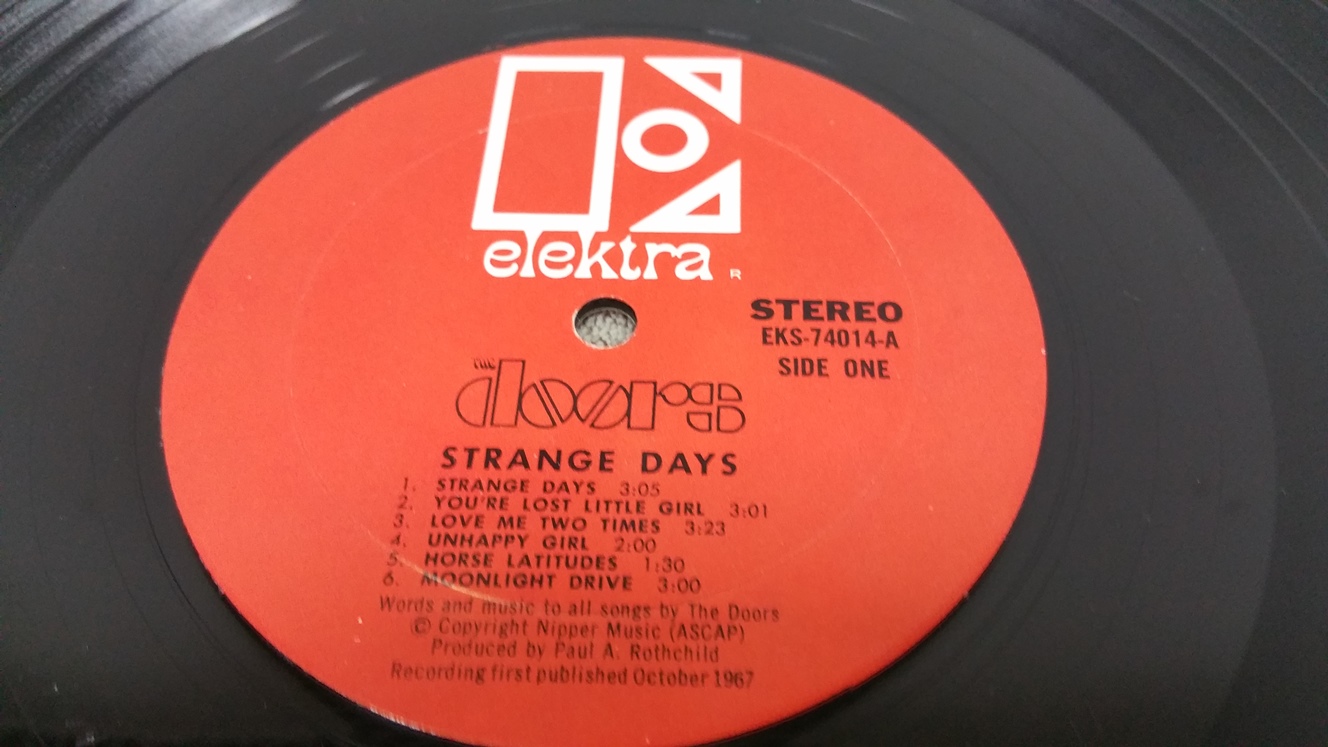 elektra R
STEREO
EKS-74014-A
SIDE ONE
THE doors
STRANGE DAYS
1. STRANGE DAYS 3:05
2. YOU'RE LOST LITTLE GIRL 3:01
3. LOVE ME TWO TIMES 3:23
4. UNHAPPY GIRL 2:00
5. HORSE LATITUDES 1:30
6. MOONLIGHT DRIVE 3:00
Words and music to all songs by The Doors
© Copyright Nipper Music (ASCAP)
Produced by Paul A. Rothchild
Recording first published October 1967